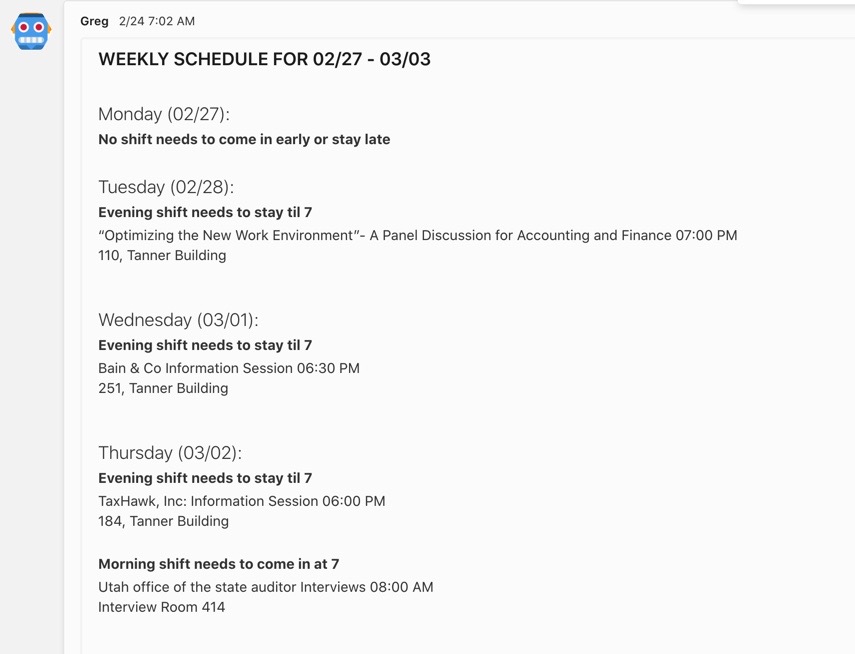 Greg 2/24 7:02 AM
WEEKLY SCHEDULE FOR 02/27 - 03/03
Monday (02/27):
No shift needs to come in early or stay late
Tuesday (02/28):
Evening shift needs to stay til 7
“Optimizing the New Work Environment”- A Panel Discussion for Accounting and Finance 07:00 PM
110, Tanner Building
Wednesday (03/01):
Evening shift needs to stay til 7
Bain & Co Information Session 06:30 PM
251, Tanner Building
Thursday (03/02):
Evening shift needs to stay til 7
TaxHawk, Inc: Information Session 06:00 PM
184, Tanner Building
Morning shift needs to come in at 7
Utah office of the state auditor Interviews 08:00 AM
Interview Room 414